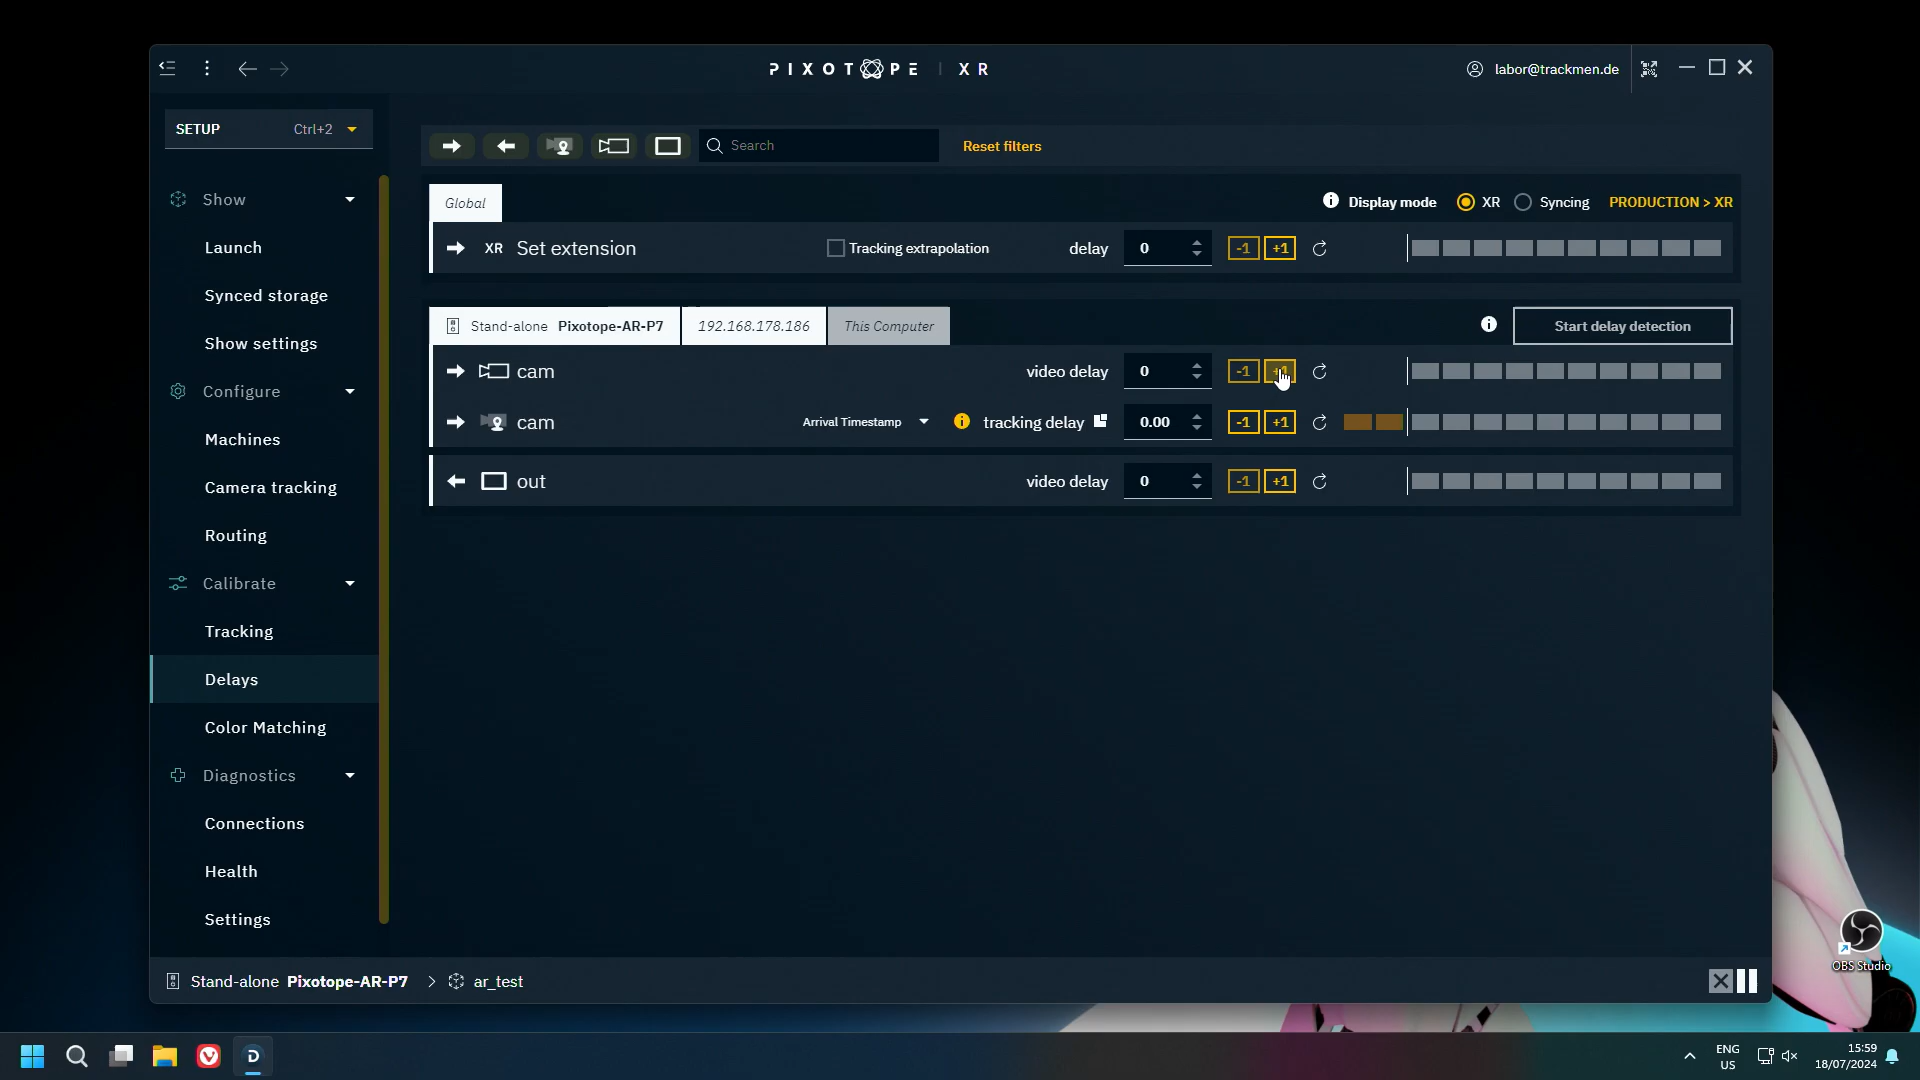 PIXOTOPE | XR
labor@trackmen.de
SETUP Ctrl+2
Search
Reset filters
Show
Launch
Synced storage
Show settings
Configure
Machines
Camera tracking
Routing
Calibrate
Tracking
Delays
Color Matching
Diagnostics
Connections
Health
Settings
Global
Display mode XR Syncing PRODUCTION > XR
XR Set extension Tracking extrapolation delay 0 -1 +1
Stand-alone Pixotope-AR-P7 192.168.178.186 This Computer Start delay detection
cam video delay 0 -1 +1
cam Arrival Timestamp tracking delay 0.00 -1 +1
out video delay 0 -1 +1
Stand-alone Pixotope-AR-P7 > ar_test
OBS Studio
ENG
US
15:59
18/07/2024